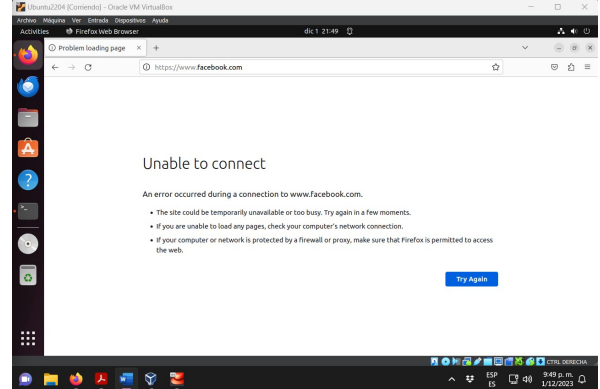 Ubuntu2204 [Corriendo] - Oracle VM VirtualBox
Archivo Máquina Ver Entrada Dispositivos Ayuda
Activities Firefox Web Browser dic 1 21:49
Problem loading page
https://www.facebook.com
Unable to connect
An error occurred during a connection to www.facebook.com.
• The site could be temporarily unavailable or too busy. Try again in a few moments.
• If you are unable to load any pages, check your computer's network connection.
• If your computer or network is protected by a firewall or proxy, make sure that Firefox is permitted to access
the web.
Try Again
CTRL DERECHA
ESP
ES
9:49 p. m.
1/12/2023